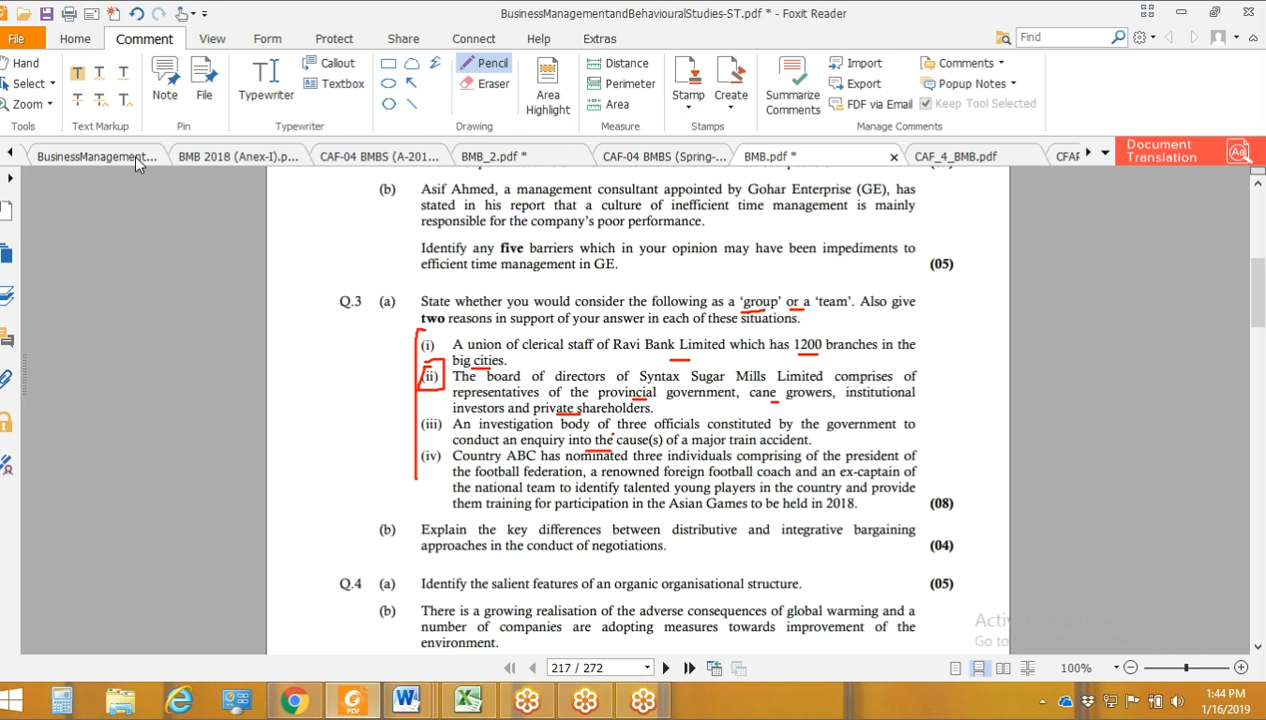 BusinessManagementandBehaviouralStudies-ST.pdf * - Foxit Reader
File Home Comment View Form Protect Share Connect Help Extras Find
Hand
Select
Zoom
Tools
T T T
T T T
Text Markup
Note File
Pin
Typewriter Callout
Textbox
Typewriter
Pencil
Eraser
Area Highlight
Drawing
Distance
Perimeter
Area
Measure
Stamp Create
Stamps
Summarize Comments
Import
Export
FDF via Email
Comments
Popup Notes
Keep Tool Selected
Manage Comments
BusinessManagement... BMB 2018 (Anex-I).p... CAF-04 BMBS (A-201... BMB_2.pdf * CAF-04 BMBS (Spring-... BMB.pdf * CAF_4_BMB.pdf CFAP
Document Translation
(b) Asif Ahmed, a management consultant appointed by Gohar Enterprise (GE), has
stated in his report that a culture of inefficient time management is mainly
responsible for the company's poor performance.
Identify any five barriers which in your opinion may have been impediments to
efficient time management in GE. (05)
Q.3 (a) State whether you would consider the following as a 'group' or a 'team'. Also give
two reasons in support of your answer in each of these situations.
(i) A union of clerical staff of Ravi Bank Limited which has 1200 branches in the
big cities.
(ii) The board of directors of Syntax Sugar Mills Limited comprises of
representatives of the provincial government, cane growers, institutional
investors and private shareholders.
(iii) An investigation body of three officials constituted by the government to
conduct an enquiry into the cause(s) of a major train accident.
(iv) Country ABC has nominated three individuals comprising of the president of
the football federation, a renowned foreign football coach and an ex-captain of
the national team to identify talented young players in the country and provide
them training for participation in the Asian Games to be held in 2018. (08)
(b) Explain the key differences between distributive and integrative bargaining
approaches in the conduct of negotiations. (04)
Q.4 (a) Identify the salient features of an organic organisational structure. (05)
(b) There is a growing realisation of the adverse consequences of global warming and a
number of companies are adopting measures towards improvement of the
environment.
Go to
217 / 272 100%
1:44 PM
1/16/2019